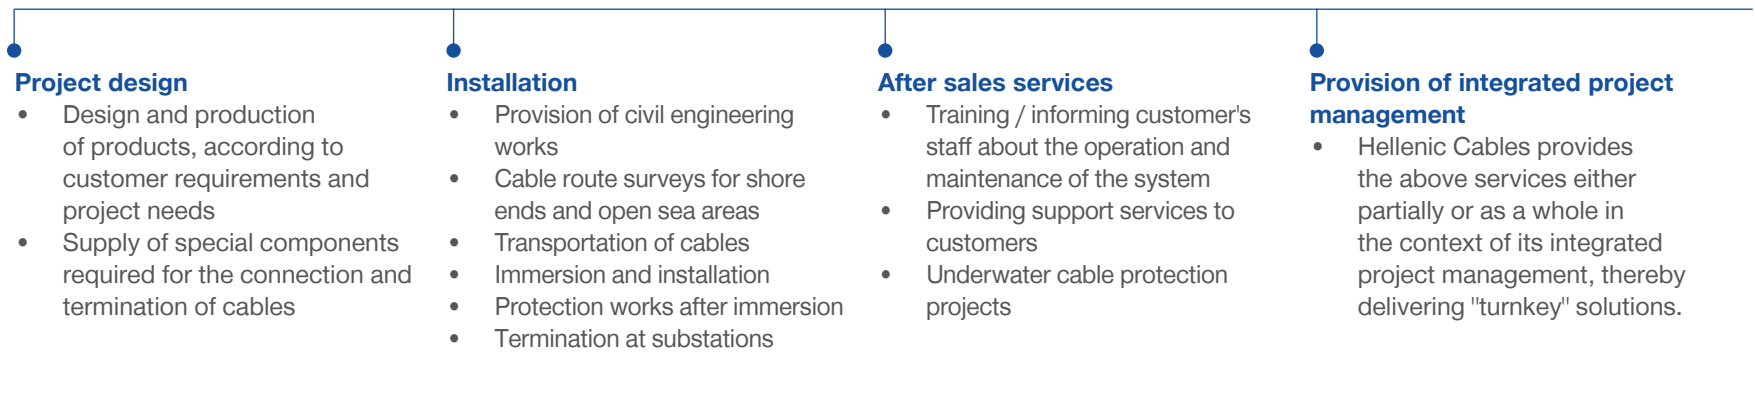 Project design
• Design and production
of products, according to
customer requirements and
project needs
• Supply of special components
required for the connection and
termination of cables
Installation
• Provision of civil engineering
works
• Cable route surveys for shore
ends and open sea areas
• Transportation of cables
• Immersion and installation
• Protection works after immersion
• Termination at substations
After sales services
• Training / informing customer's
staff about the operation and
maintenance of the system
• Providing support services to
customers
• Underwater cable protection
projects
Provision of integrated project
management
• Hellenic Cables provides
the above services either
partially or as a whole in
the context of its integrated
project management, thereby
delivering "turnkey" solutions.